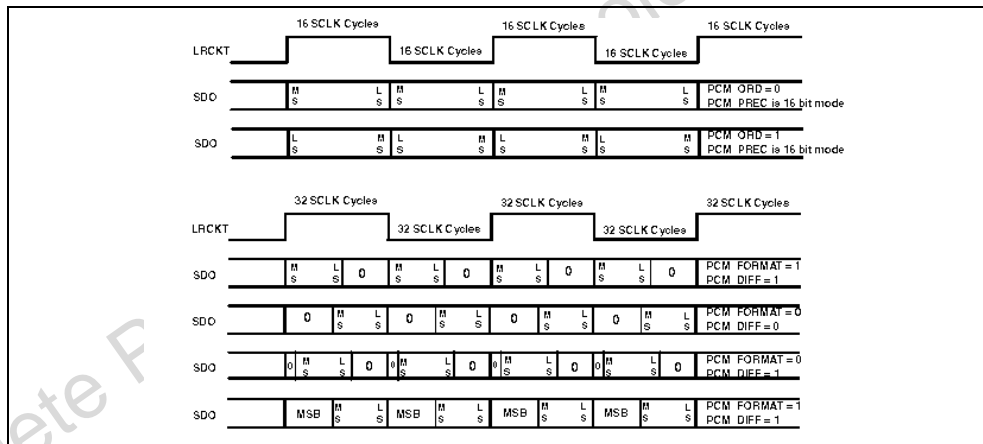 16 SCLK Cycles 16 SCLK Cycles 16 SCLK Cycles
LRCKT 16 SCLK Cycles 16 SCLK Cycles
SDO M L M L M L M L PCM ORD = 0
S S S S S S S S PCM PREC is 16 bit mode
SDO L M L M L M L M PCM ORD = 1
S S S S S S S S PCM PREC is 16 bit mode
32 SCLK Cycles 32 SCLK Cycles 32 SCLK Cycles
LRCKT 32 SCLK Cycles 32 SCLK Cycles
SDO M L 0 M L 0 M L 0 M L 0 PCM FORMAT = 1
S S S S S S S S PCM DIFF = 1
SDO 0 M L 0 M L 0 M L 0 M L PCM FORMAT = 0
S S S S S S S S PCM DIFF = 0
SDO 0 M L 0 0 M L 0 0 M L 0 0 M L 0 PCM FORMAT = 0
S S S S S S S S PCM DIFF = 1
SDO MSB M L MSB M L MSB M L MSB M L PCM FORMAT = 1
S S S S S S S S PCM DIFF = 1
ete P